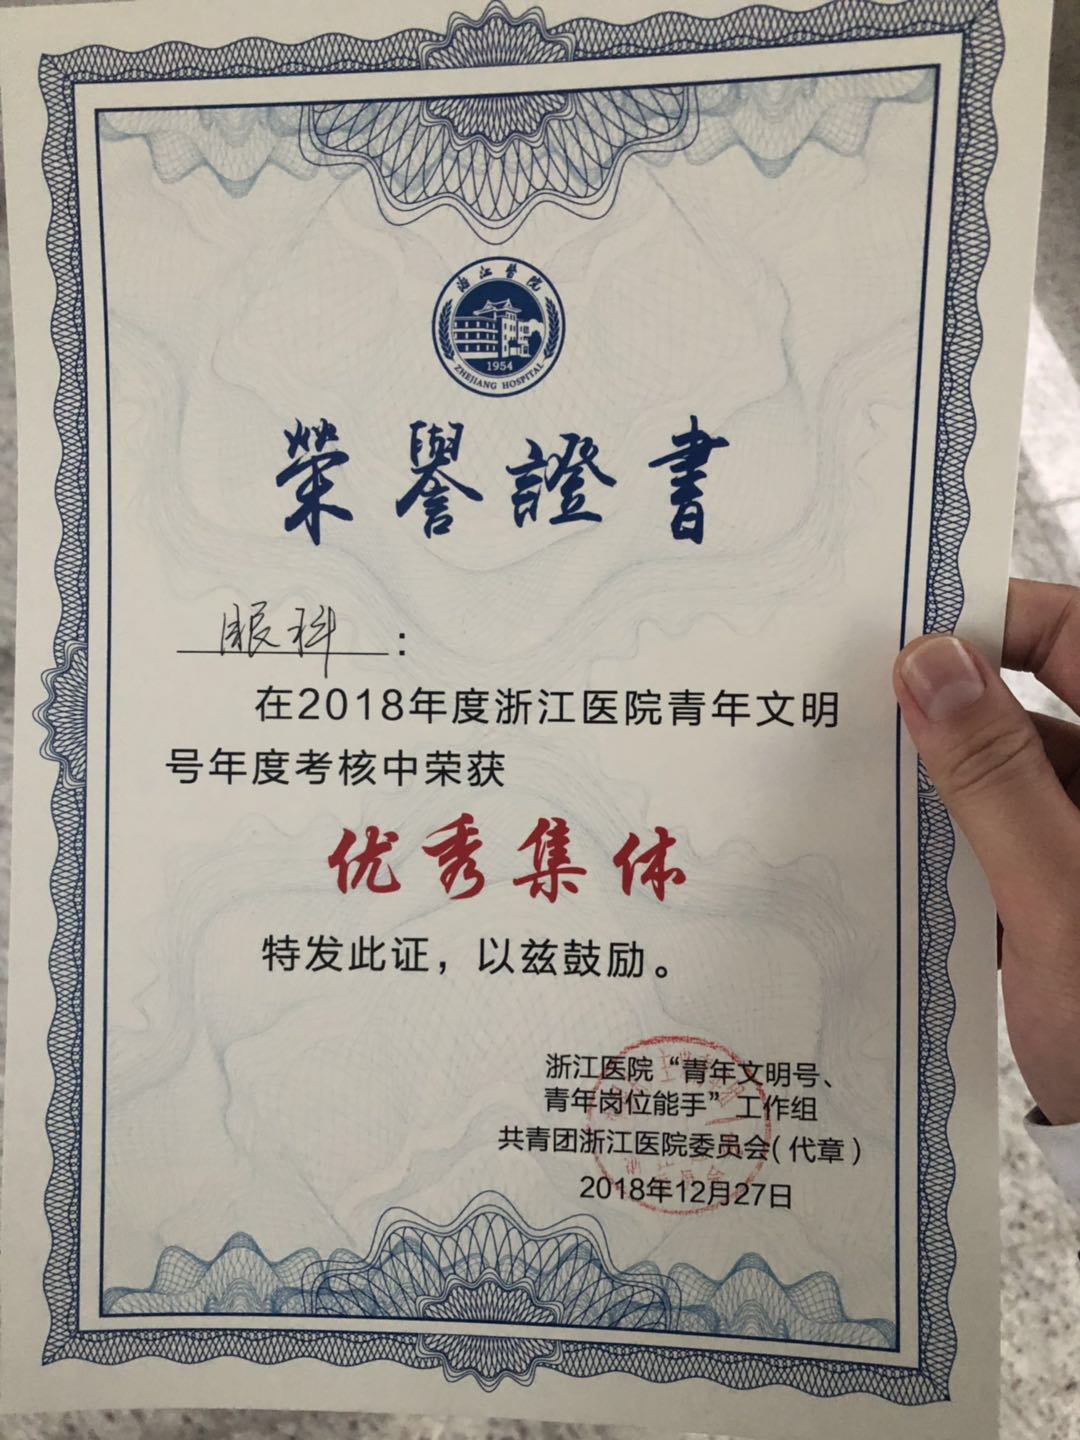 浙江醫院
1954
ZHEJIANG HOSPITAL
榮譽證書
眼科：
在2018年度浙江医院青年文明
号年度考核中荣获
优秀集体
特发此证，以兹鼓励。
浙江医院“青年文明号、
青年岗位能手”工作组
共青团浙江医院委员会(代章)
2018年12月27日